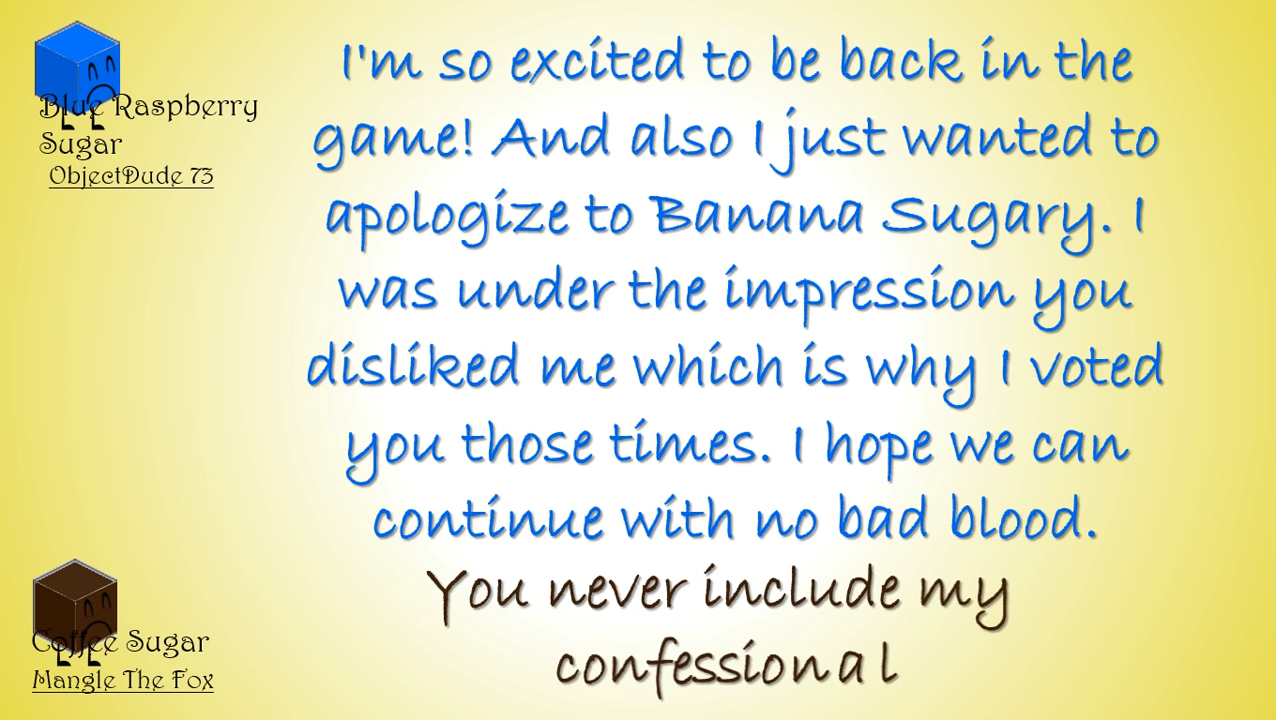 Blue Raspberry
Sugar
ObjectDude 73
I'm so excited to be back in the
game! And also I just wanted to
apologize to Banana Sugary. I
was under the impression you
disliked me which is why I voted
you those times. I hope we can
continue with no bad blood.
Coffee Sugar
Mangle The Fox
You never include my
confessional